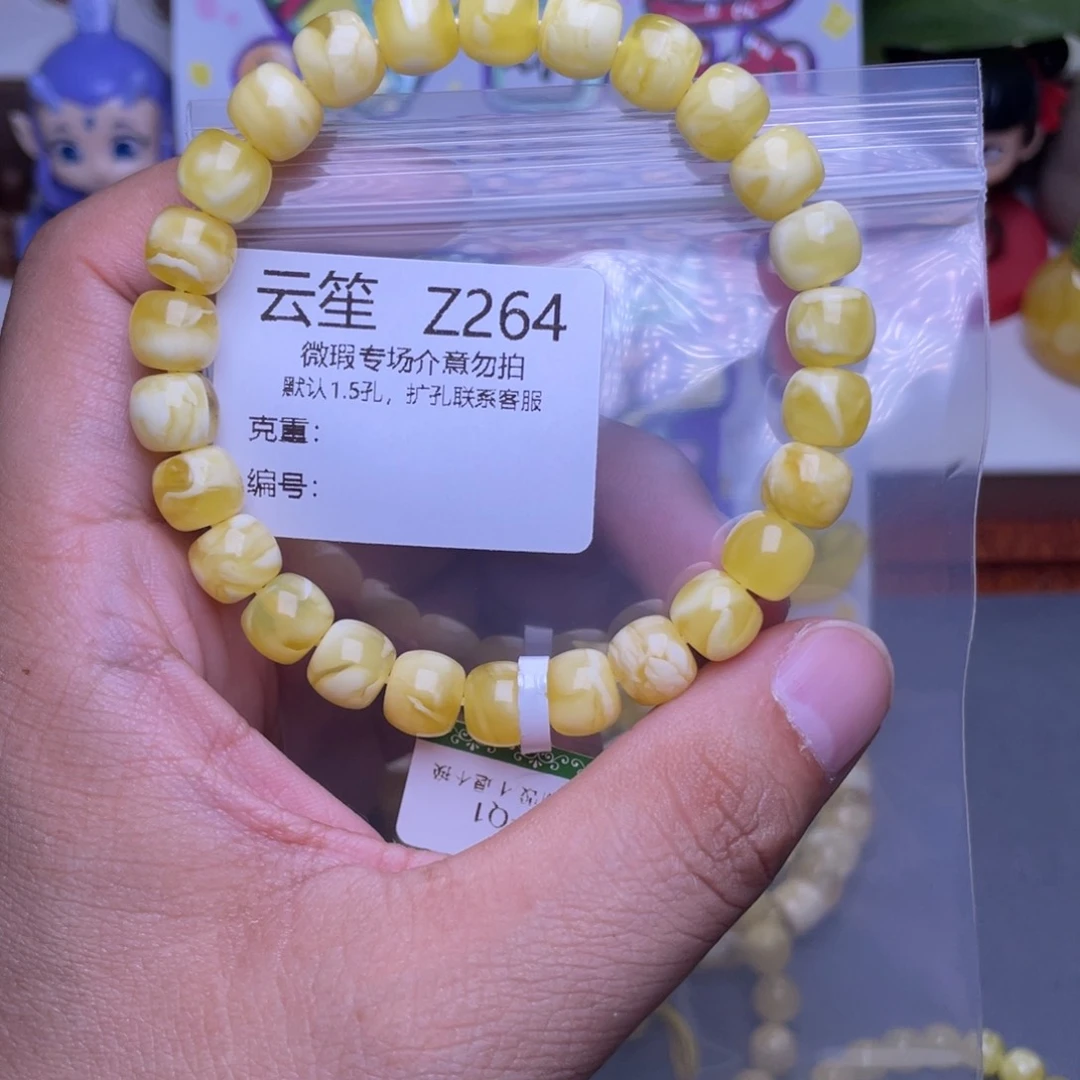 云笙 Z264
微瑕专场介意勿拍
默认1.5孔，扩孔联系客服
克重：
编号：
Q1